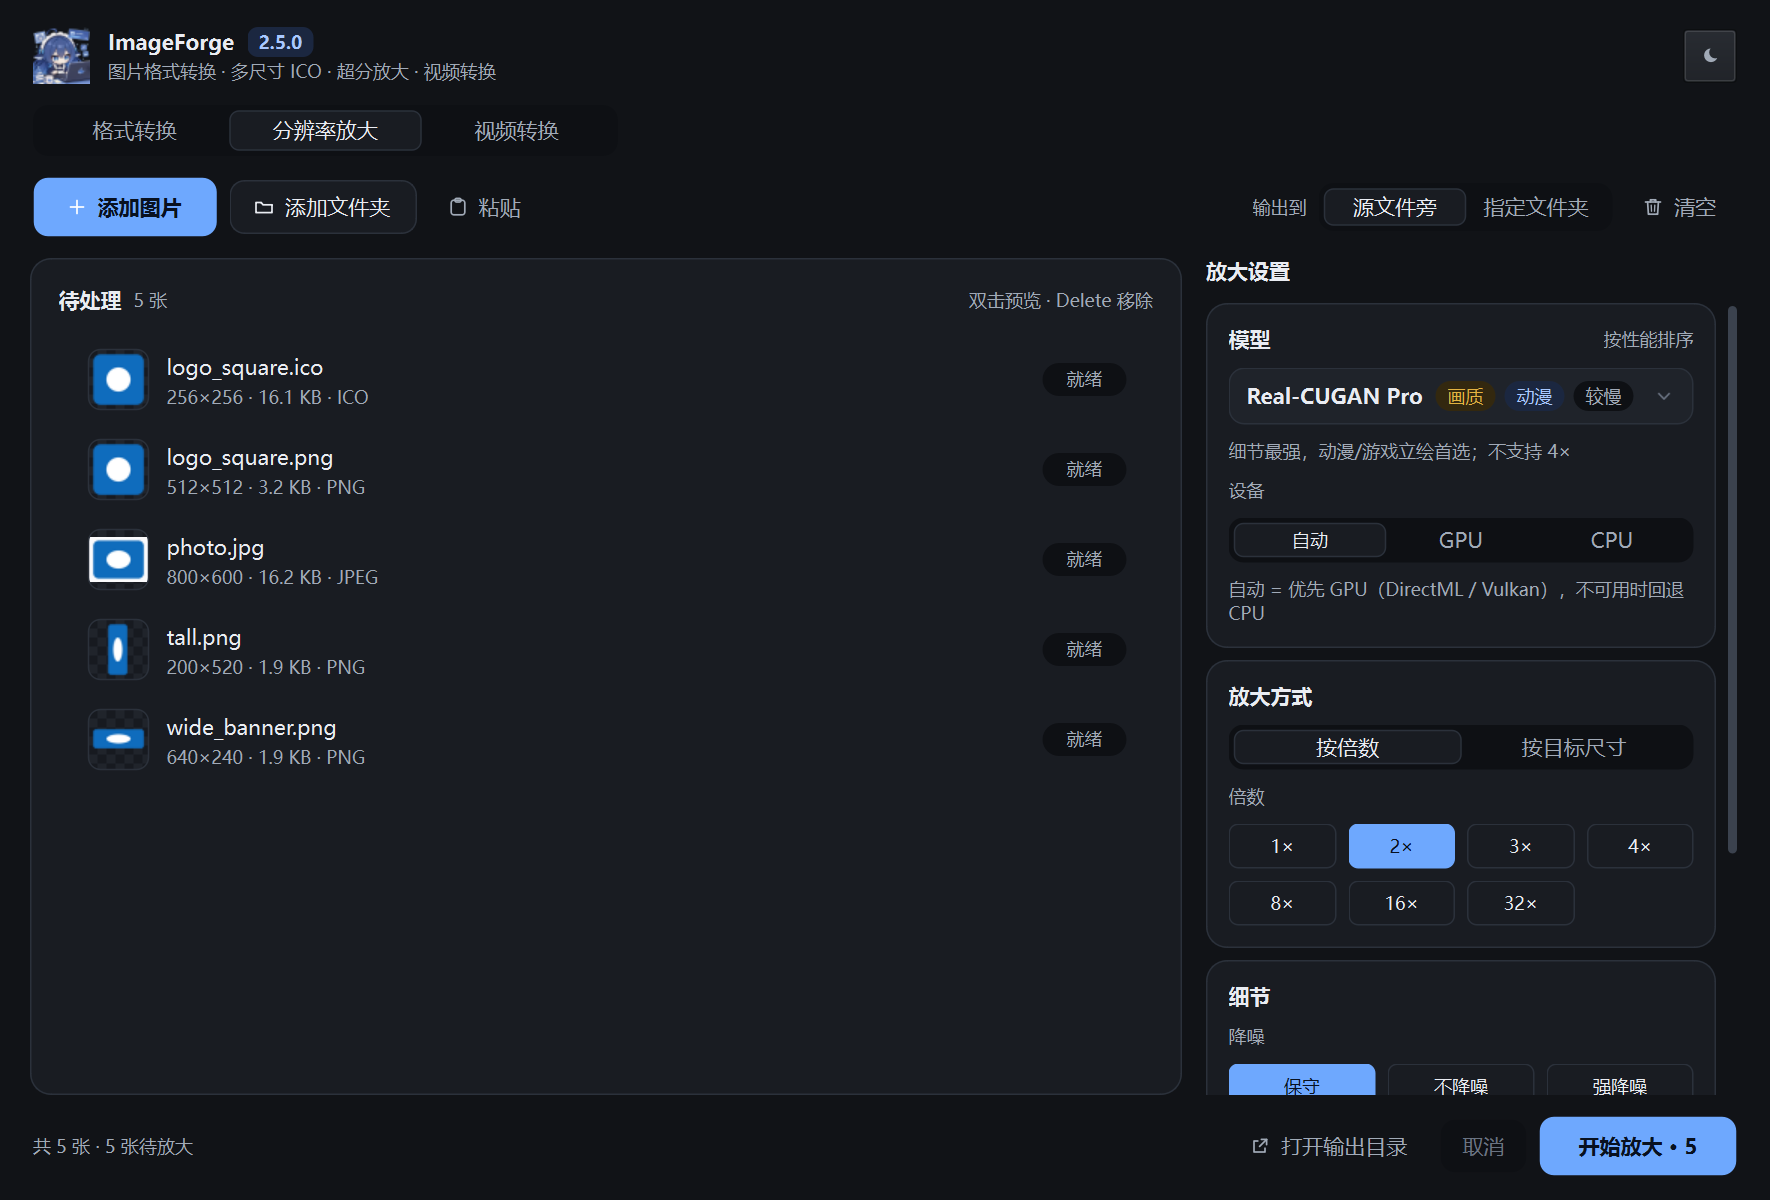 ImageForge 2.5.0
图片格式转换 · 多尺寸 ICO · 超分放大 · 视频转换
格式转换 分辨率放大 视频转换
添加图片 添加文件夹 粘贴 输出到 源文件旁 指定文件夹 清空
待处理 5 张 双击预览 · Delete 移除
logo_square.ico
256×256 · 16.1 KB · ICO
就绪
logo_square.png
512×512 · 3.2 KB · PNG
就绪
photo.jpg
800×600 · 16.2 KB · JPEG
就绪
tall.png
200×520 · 1.9 KB · PNG
就绪
wide_banner.png
640×240 · 1.9 KB · PNG
就绪
放大设置
模型 按性能排序
Real-CUGAN Pro 画质 动漫 较慢
细节最强，动漫/游戏立绘首选；不支持 4×
设备
自动 GPU CPU
自动 = 优先 GPU（DirectML / Vulkan），不可用时回退
CPU
放大方式
按倍数 按目标尺寸
倍数
1× 2× 3× 4×
8× 16× 32×
细节
降噪
保守 不降噪 强降噪
共 5 张 · 5 张待放大 打开输出目录 取消 开始放大 • 5